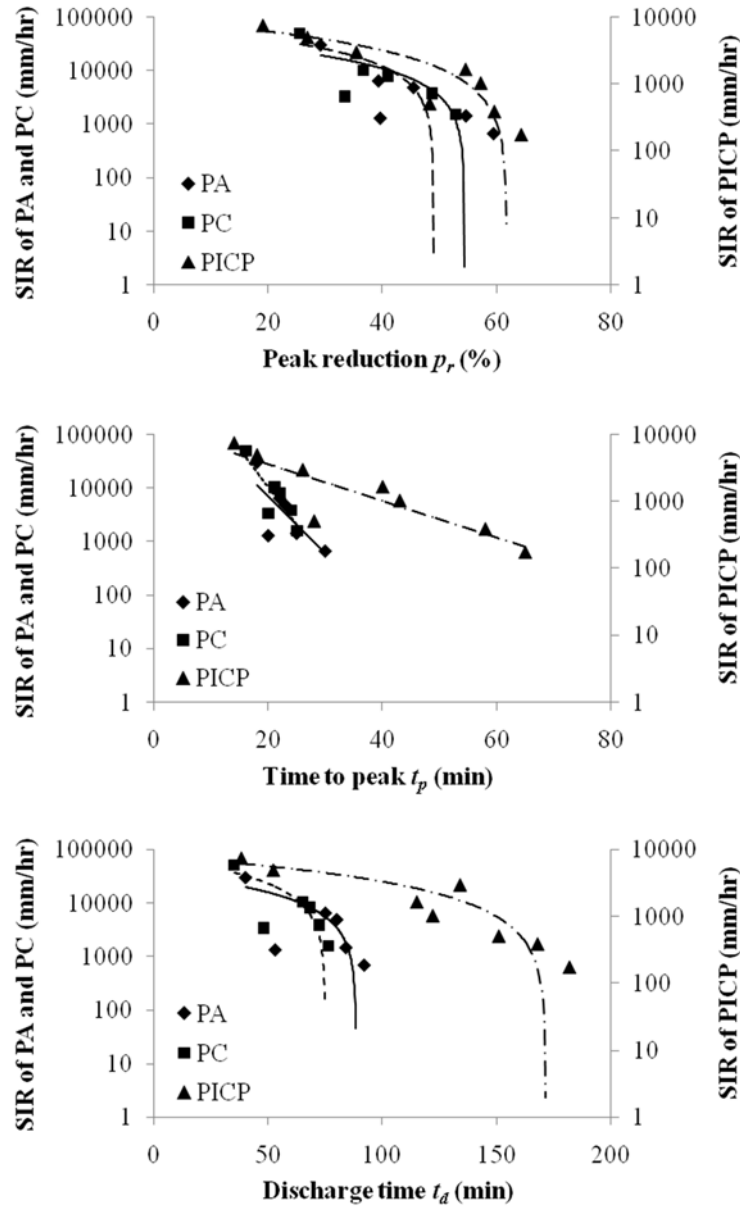 SIR of PA and PC (mm/hr)
100000
10000
1000
100
10
1
PA
PC
PICP
10000
1000
100
10
1
SIR of PICP (mm/hr)
0
20
40
60
80
Peak reduction p_r (%)
SIR of PA and PC (mm/hr)
100000
10000
1000
100
10
1
PA
PC
PICP
10000
1000
100
10
1
SIR of PICP (mm/hr)
0
20
40
60
80
Time to peak t_p (min)
SIR of PA and PC (mm/hr)
100000
10000
1000
100
10
1
PA
PC
PICP
10000
1000
100
10
1
SIR of PICP (mm/hr)
0
50
100
150
200
Discharge time t_d (min)